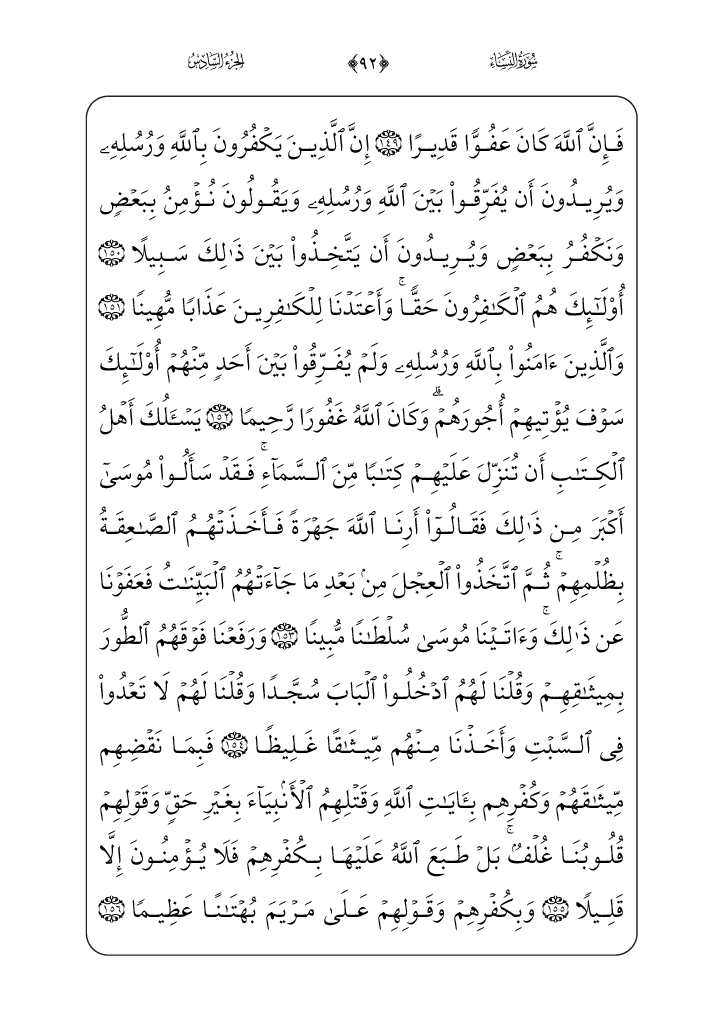 سُورَةُ النِّسَاءِ ﴿٩٢﴾ الجُزْءُ السَّادِسُ
فَإِنَّ ٱللَّهَ كَانَ عَفُوًّا قَدِيرًا ١٤٩ إِنَّ ٱلَّذِينَ يَكْفُرُونَ بِٱللَّهِ وَرُسُلِهِۦ
وَيُرِيدُونَ أَن يُفَرِّقُوا۟ بَيْنَ ٱللَّهِ وَرُسُلِهِۦ وَيَقُولُونَ نُؤْمِنُ بِبَعْضٍ
وَنَكْفُرُ بِبَعْضٍ وَيُرِيدُونَ أَن يَتَّخِذُوا۟ بَيْنَ ذَٰلِكَ سَبِيلًا ١٥٠
أُو۟لَـٰٓئِكَ هُمُ ٱلْكَـٰفِرُونَ حَقًّا ۚ وَأَعْتَدْنَا لِلْكَـٰفِرِينَ عَذَابًا مُّهِينًا ١٥١
وَٱلَّذِينَ ءَامَنُوا۟ بِٱللَّهِ وَرُسُلِهِۦ وَلَمْ يُفَرِّقُوا۟ بَيْنَ أَحَدٍ مِّنْهُمْ أُو۟لَـٰٓئِكَ
سَوْفَ يُؤْتِيهِمْ أُجُورَهُمْ ۗ وَكَانَ ٱللَّهُ غَفُورًا رَّحِيمًا ١٥٢ يَسْـَٔلُكَ أَهْلُ
ٱلْكِتَـٰبِ أَن تُنَزِّلَ عَلَيْهِمْ كِتَـٰبًا مِّنَ ٱلسَّمَآءِ ۚ فَقَدْ سَأَلُوا۟ مُوسَىٰٓ
أَكْبَرَ مِن ذَٰلِكَ فَقَالُوٓا۟ أَرِنَا ٱللَّهَ جَهْرَةً فَأَخَذَتْهُمُ ٱلصَّـٰعِقَةُ
بِظُلْمِهِمْ ۚ ثُمَّ ٱتَّخَذُوا۟ ٱلْعِجْلَ مِنۢ بَعْدِ مَا جَآءَتْهُمُ ٱلْبَيِّنَـٰتُ فَعَفَوْنَا
عَن ذَٰلِكَ ۚ وَءَاتَيْنَا مُوسَىٰ سُلْطَـٰنًا مُّبِينًا ١٥٣ وَرَفَعْنَا فَوْقَهُمُ ٱلطُّورَ
بِمِيثَـٰقِهِمْ وَقُلْنَا لَهُمُ ٱدْخُلُوا۟ ٱلْبَابَ سُجَّدًا وَقُلْنَا لَهُمْ لَا تَعْدُوا۟
فِى ٱلسَّبْتِ وَأَخَذْنَا مِنْهُم مِّيثَـٰقًا غَلِيظًا ١٥٤ فَبِمَا نَقْضِهِم
مِّيثَـٰقَهُمْ وَكُفْرِهِم بِـَٔايَـٰتِ ٱللَّهِ وَقَتْلِهِمُ ٱلْأَنۢبِيَآءَ بِغَيْرِ حَقٍّ وَقَوْلِهِمْ
قُلُوبُنَا غُلْفٌۢ ۚ بَلْ طَبَعَ ٱللَّهُ عَلَيْهَا بِكُفْرِهِمْ فَلَا يُؤْمِنُونَ إِلَّا
قَلِيلًا ١٥٥ وَبِكُفْرِهِمْ وَقَوْلِهِمْ عَلَىٰ مَرْيَمَ بُهْتَـٰنًا عَظِيمًا ١٥٦